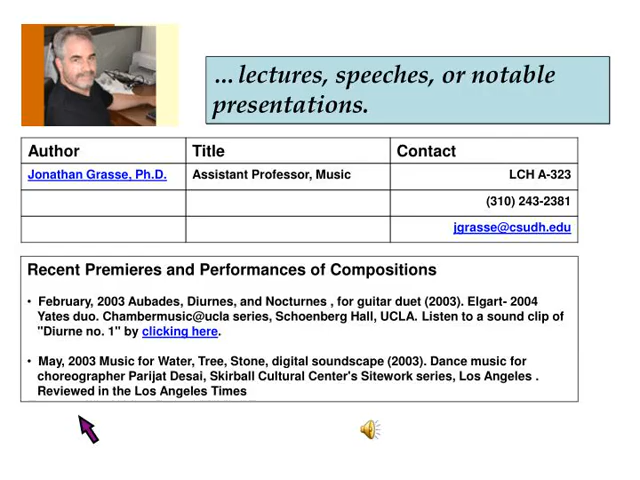 …lectures, speeches, or notable
presentations.
Author Title Contact
Jonathan Grasse, Ph.D. Assistant Professor, Music LCH A-323
(310) 243-2381
jgrasse@csudh.edu
Recent Premieres and Performances of Compositions
• February, 2003 Aubades, Diurnes, and Nocturnes , for guitar duet (2003). Elgart- 2004
Yates duo. Chambermusic@ucla series, Schoenberg Hall, UCLA. Listen to a sound clip of
"Diurne no. 1" by clicking here.
• May, 2003 Music for Water, Tree, Stone, digital soundscape (2003). Dance music for
choreographer Parijat Desai, Skirball Cultural Center's Sitework series, Los Angeles .
Reviewed in the Los Angeles Times